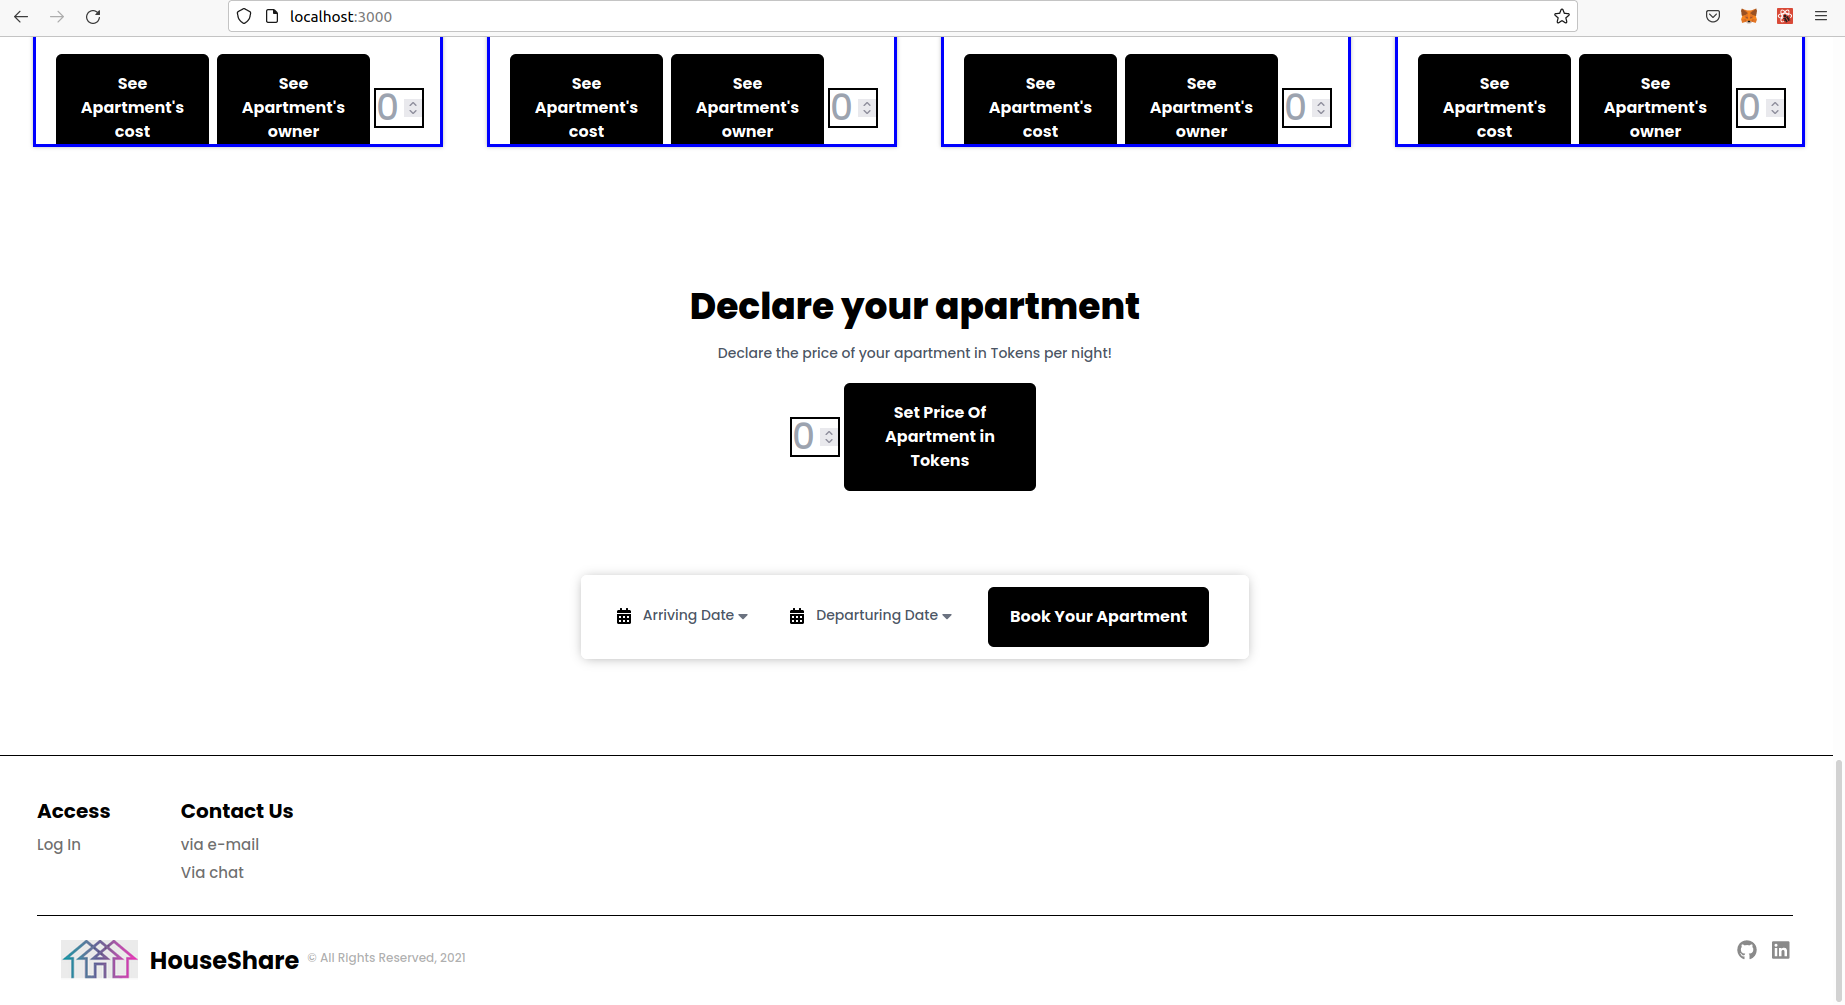 localhost:3000
See Apartment's cost See Apartment's owner 0 See Apartment's cost See Apartment's owner 0 See Apartment's cost See Apartment's owner 0 See Apartment's cost See Apartment's owner 0
Declare your apartment
Declare the price of your apartment in Tokens per night!
0
Set Price Of
Apartment in
Tokens
Arriving Date Departuring Date Book Your Apartment
Access
Log In
Contact Us
via e-mail
Via chat
HouseShare © All Rights Reserved, 2021
in